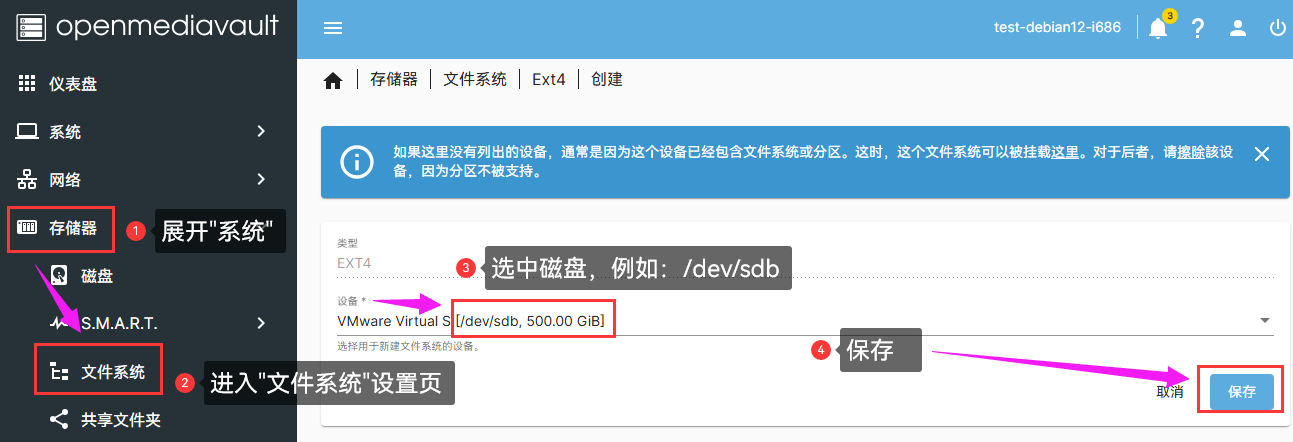 openmediavault
test-debian12-i686
3
仪表盘
系统
网络
存储器
1 展开"系统"
磁盘
S.M.A.R.T.
文件系统
2 进入"文件系统"设置页
共享文件夹
存储器 | 文件系统 | Ext4 | 创建
如果这里没有列出的设备，通常是因为这个设备已经包含文件系统或分区。这时，这个文件系统可以被挂载这里。对于后者，请擦除該设
备，因为分区不被支持。
类型
EXT4
3 选中磁盘，例如：/dev/sdb
设备 *
VMware Virtual S [/dev/sdb, 500.00 GiB]
选择用于新建文件系统的设备。
4 保存
取消 保存